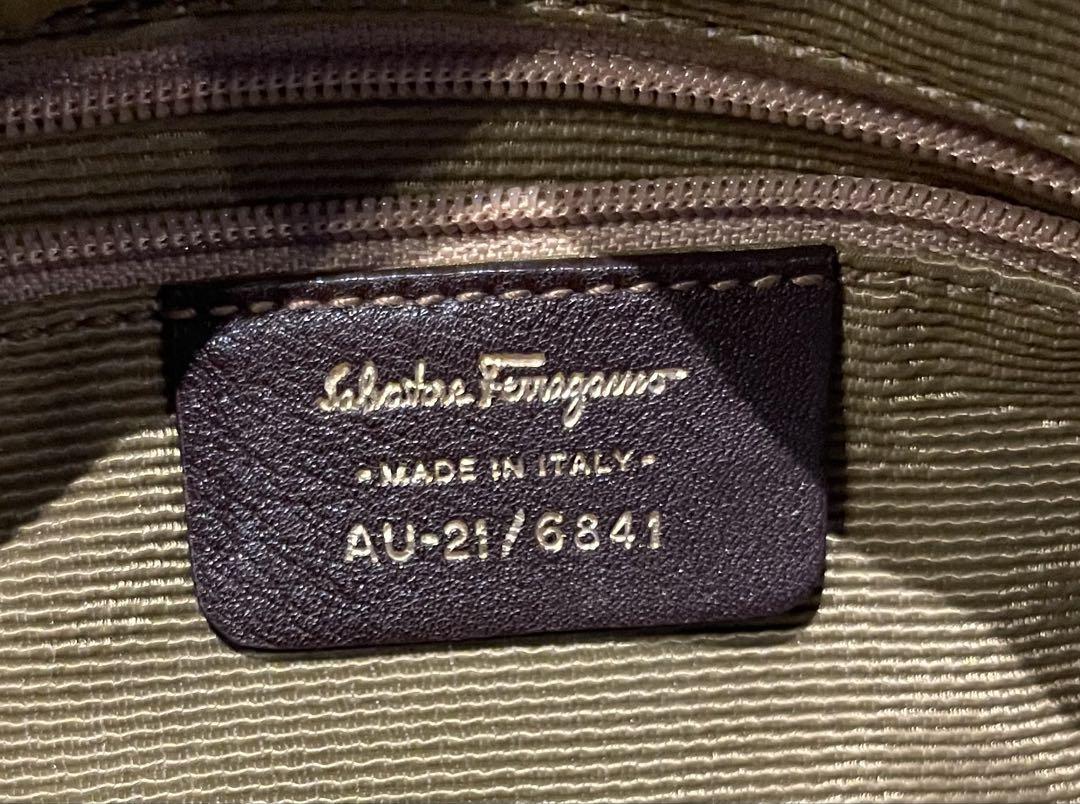 Salvatore Ferragamo
-MADE IN ITALY-
AU-21/6841